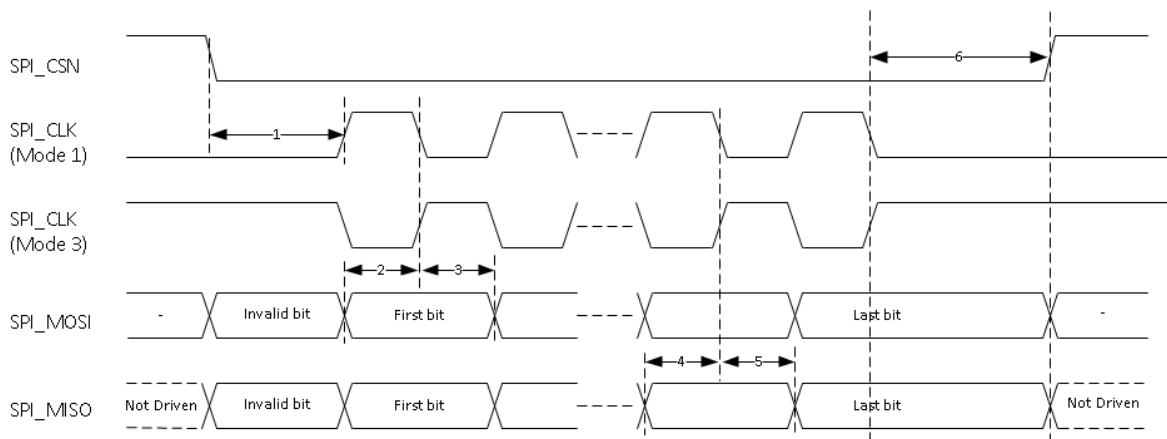 SPI_CSN
6
SPI_CLK
(Mode 1)
1
SPI_CLK
(Mode 3)
2
3
SPI_MOSI
-
Invalid bit
First bit
Last bit
-
4
5
SPI_MISO
Not Driven
Invalid bit
First bit
Last bit
Not Driven